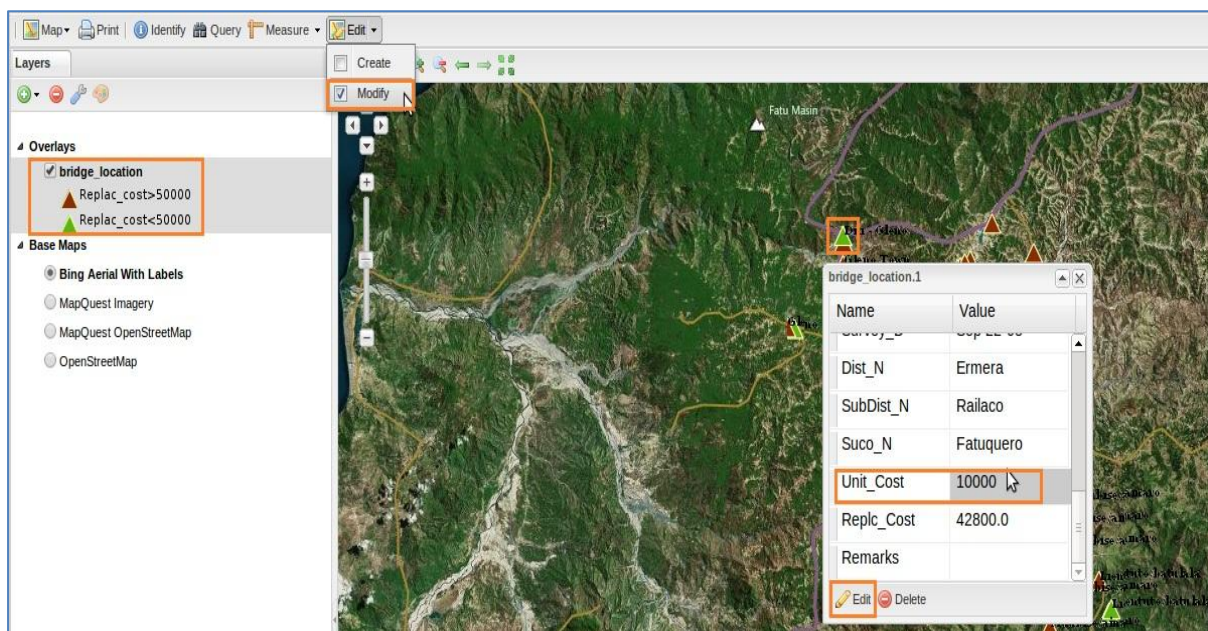 Map Print Identify Query Measure Edit
Layers
Create
Modify
Overlays
bridge_location
Replac_cost>50000
Replac_cost<50000
Base Maps
Bing Aerial With Labels
MapQuest Imagery
MapQuest OpenStreetMap
OpenStreetMap
Fatu Masin
bridge_location.1
Name Value
Dist_N Ermera
SubDist_N Railaco
Suco_N Fatuquero
Unit_Cost 10000
Replc_Cost 42800.0
Remarks
Edit Delete